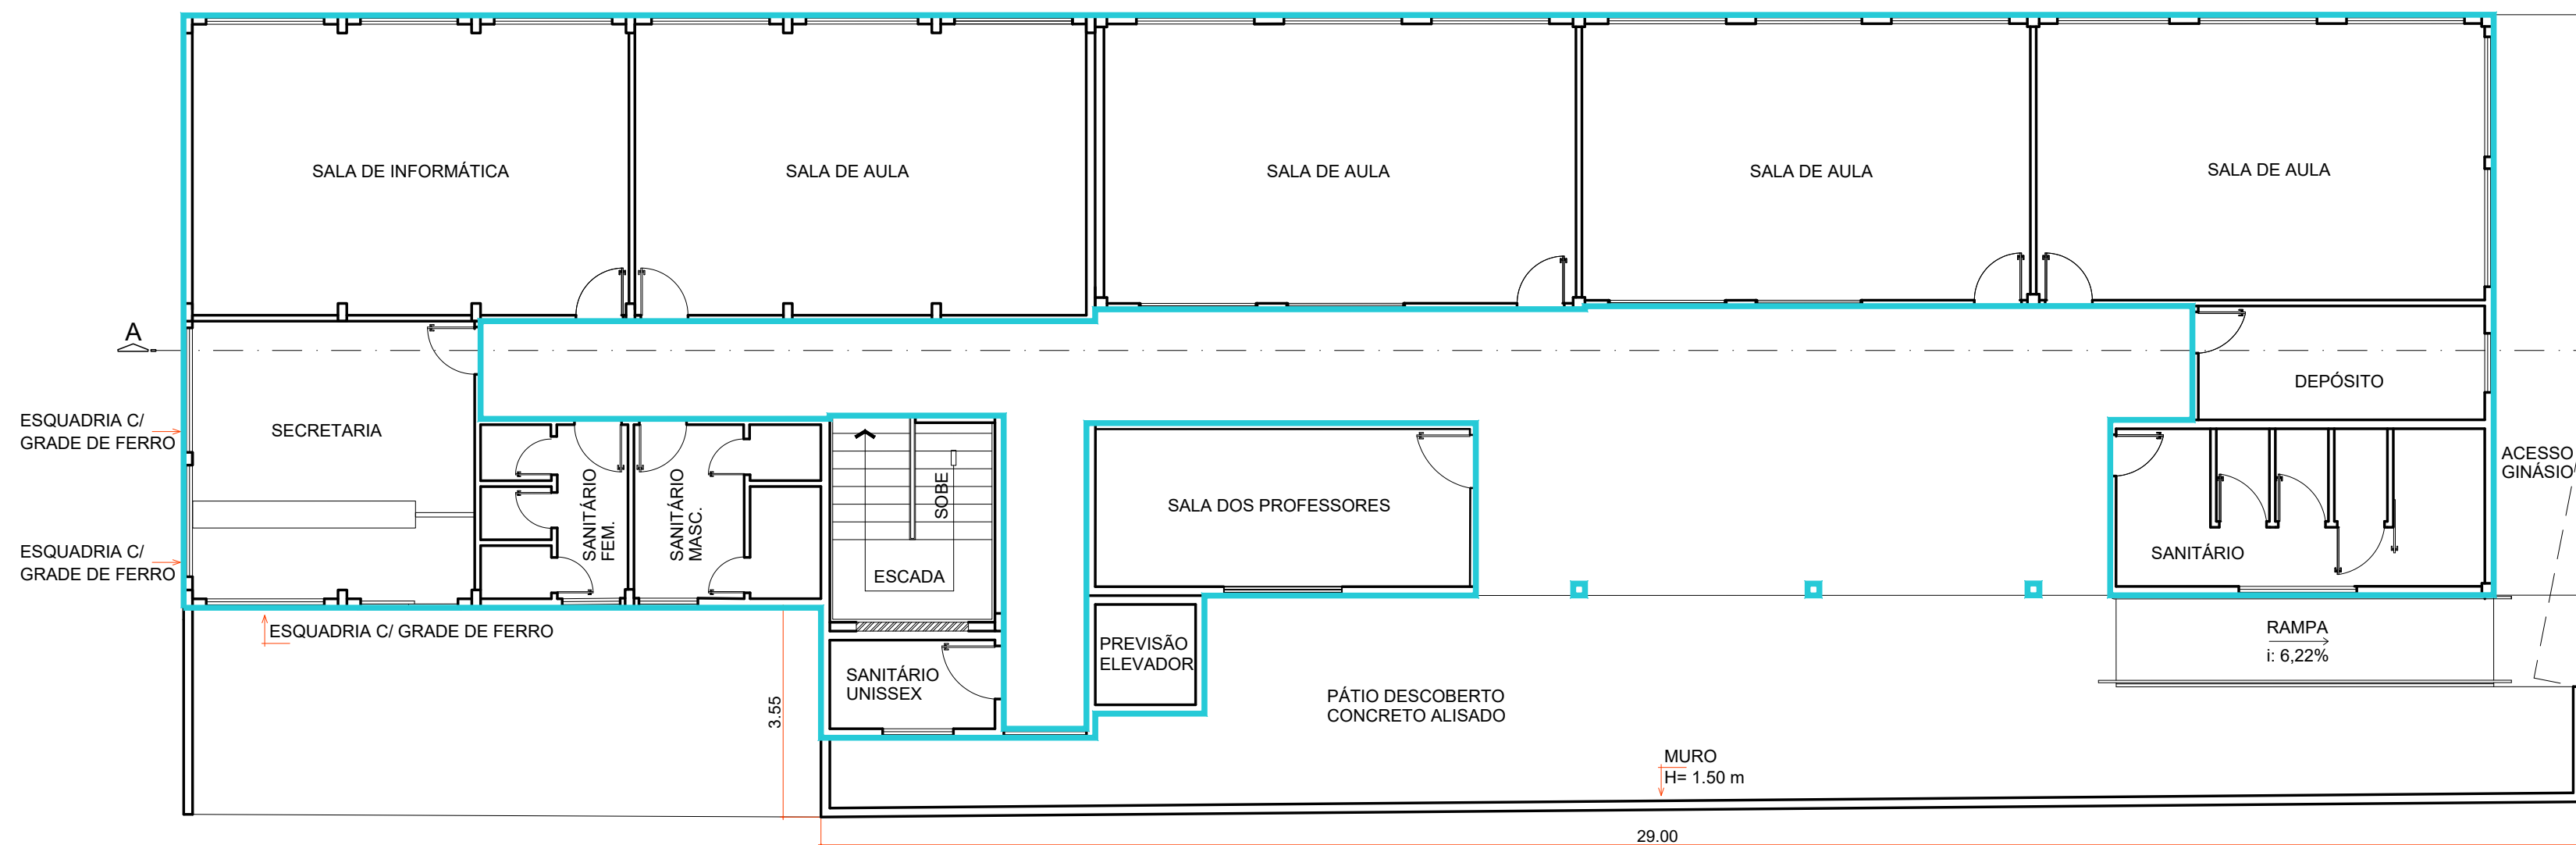 SALA DE INFORMÁTICA
SALA DE AULA
SALA DE AULA
SALA DE AULA
SALA DE AULA
A
DEPÓSITO
ESQUADRIA C/
GRADE DE FERRO
SECRETARIA
ACESSO
GINÁSIO
SANITÁRIO
FEM.
SANITÁRIO
MASC.
SOBE
SALA DOS PROFESSORES
ESQUADRIA C/
GRADE DE FERRO
ESCADA
SANITÁRIO
ESQUADRIA C/ GRADE DE FERRO
RAMPA
i: 6,22%
PREVISÃO
ELEVADOR
SANITÁRIO
UNISSEX
3.55
PÁTIO DESCOBERTO
CONCRETO ALISADO
MURO
H= 1.50 m
29.00